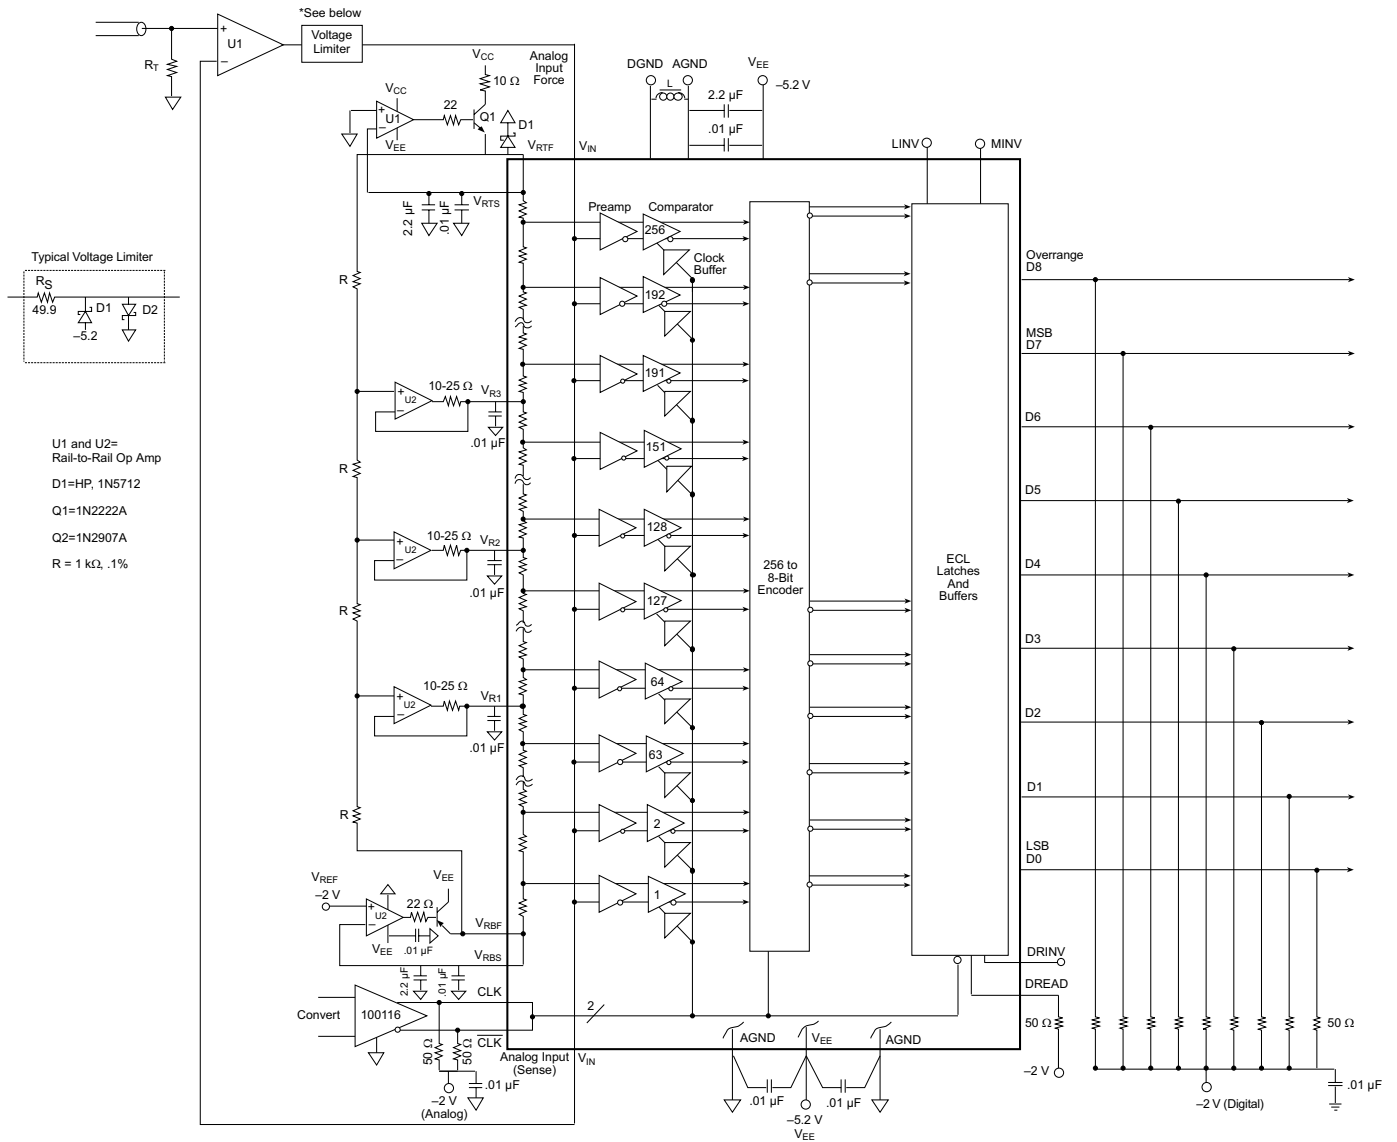 *See below
Voltage
Limiter
+
U1
–
RT
Analog
Input
Force
VCC
10 Ω
VCC
22
Q1
D1
+
U1
–
VEE
VRTF
VIN
DGND
AGND
VEE
–5.2 V
L
2.2 µF
.01 µF
LINV
MINV
2.2 µF
.01 µF
VRTS
Preamp
Comparator
256
Clock
Buffer
192
191
151
128
127
64
63
2
1
Typical Voltage Limiter
RS
49.9
D1
D2
–5.2
R
10-25 Ω
VR3
+
U2
–
.01 µF
U1 and U2=
Rail-to-Rail Op Amp
D1=HP, 1N5712
Q1=1N2222A
Q2=1N2907A
R = 1 kΩ, .1%
R
10-25 Ω
VR2
+
U2
–
.01 µF
R
10-25 Ω
VR1
+
U2
–
.01 µF
R
256 to
8-Bit
Encoder
ECL
Latches
And
Buffers
Overrange
D8
MSB
D7
D6
D5
D4
D3
D2
D1
LSB
D0
VREF
–2 V
VEE
+
U2
–
22 Ω
VEE
.01 µF
VRBF
VRBS
2.2 µF
.01 µF
DRINV
DREAD
CLK
Convert
100116
2
CLK
50 Ω
50 Ω
Analog Input
(Sense)
VIN
–2 V
(Analog)
.01 µF
AGND
VEE
AGND
.01 µF
.01 µF
–5.2 V
VEE
50 Ω
–2 V
50 Ω
–2 V (Digital)
.01 µF